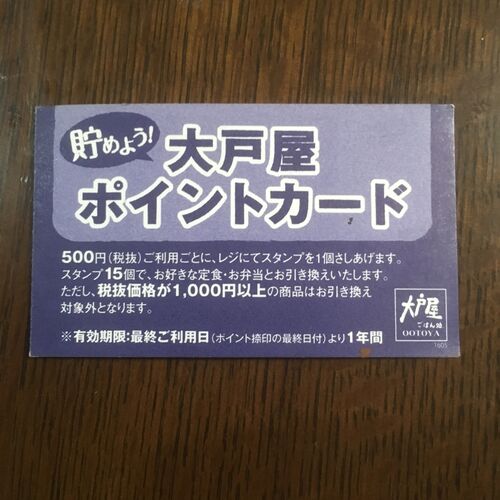 貯めよう!
大戸屋
ポイントカード
500円(税抜)ご利用ごとに、レジにてスタンプを1個さしあげます。
スタンプ15個で、お好きな定食・お弁当とお引き換えいたします。
ただし、税抜価格が1,000円以上の商品はお引き換え
対象外となります。
※有効期限:最終ご利用日(ポイント捺印の最終日付)より1年間
大戸屋
ごはん処
OOTOYA
1605